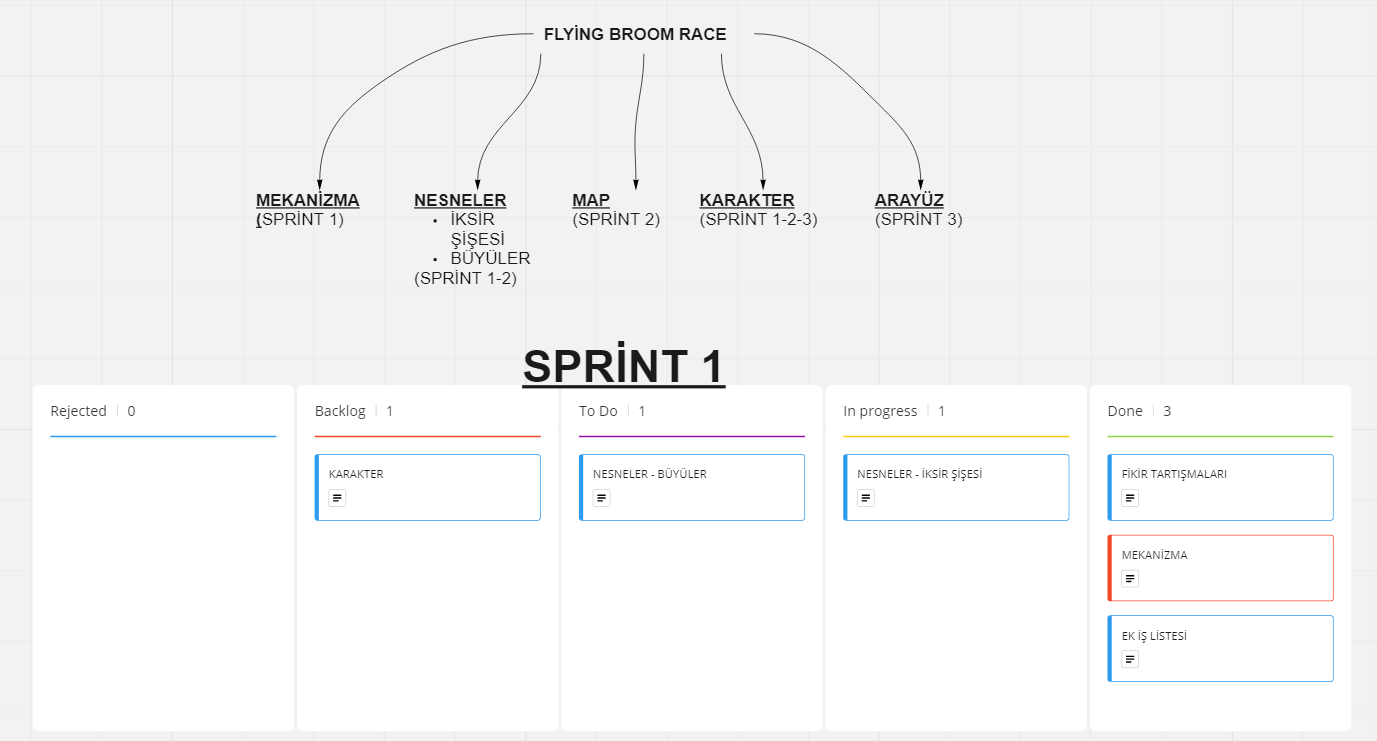 FLYİNG BROOM RACE
MEKANİZMA
(SPRİNT 1)
NESNELER
• İKSİR
ŞİŞESİ
• BÜYÜLER
(SPRİNT 1-2)
MAP
(SPRİNT 2)
KARAKTER
(SPRİNT 1-2-3)
ARAYÜZ
(SPRİNT 3)
SPRİNT 1
Rejected | 0
Backlog | 1
KARAKTER
To Do | 1
NESNELER - BÜYÜLER
In progress | 1
NESNELER - İKSİR ŞİŞESİ
Done | 3
FİKİR TARTIŞMALARI
MEKANİZMA
EK İŞ LİSTESİ